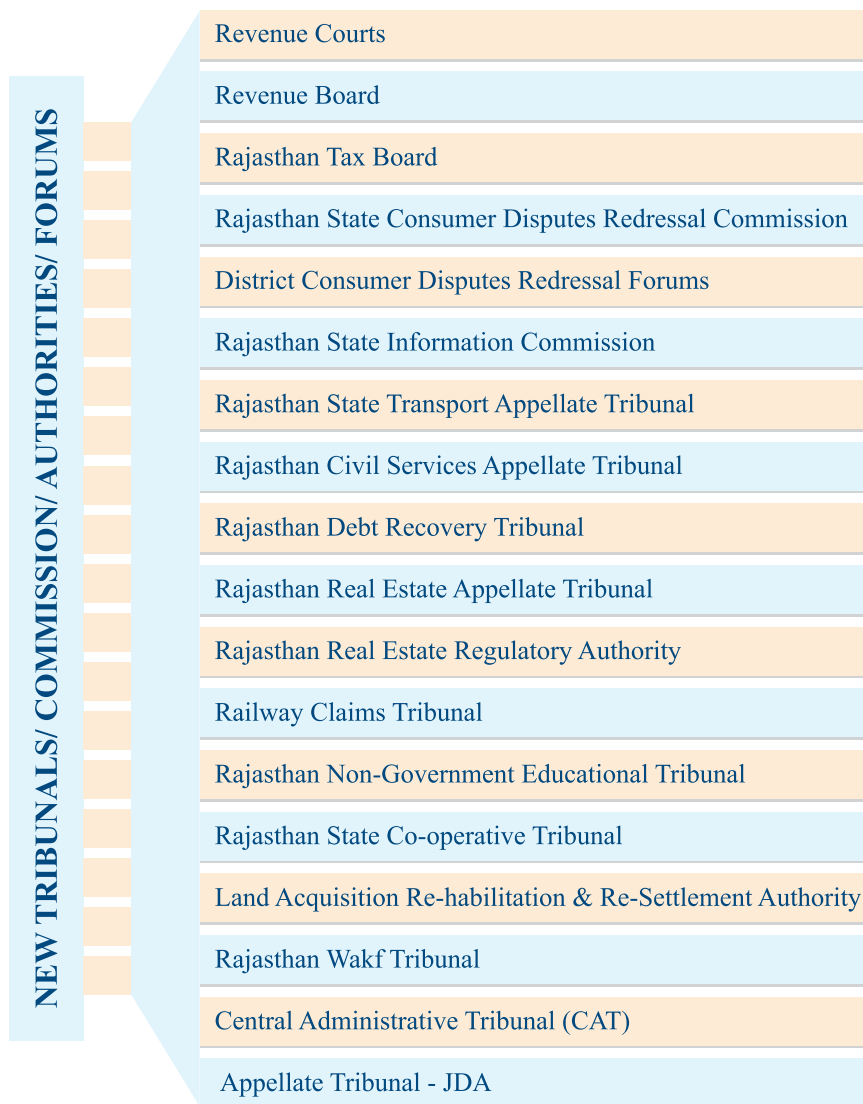 NEW TRIBUNALS/ COMMISSION/ AUTHORITIES/ FORUMS
Revenue Courts
Revenue Board
Rajasthan Tax Board
Rajasthan State Consumer Disputes Redressal Commission
District Consumer Disputes Redressal Forums
Rajasthan State Information Commission
Rajasthan State Transport Appellate Tribunal
Rajasthan Civil Services Appellate Tribunal
Rajasthan Debt Recovery Tribunal
Rajasthan Real Estate Appellate Tribunal
Rajasthan Real Estate Regulatory Authority
Railway Claims Tribunal
Rajasthan Non-Government Educational Tribunal
Rajasthan State Co-operative Tribunal
Land Acquisition Re-habilitation & Re-Settlement Authority
Rajasthan Wakf Tribunal
Central Administrative Tribunal (CAT)
Appellate Tribunal - JDA